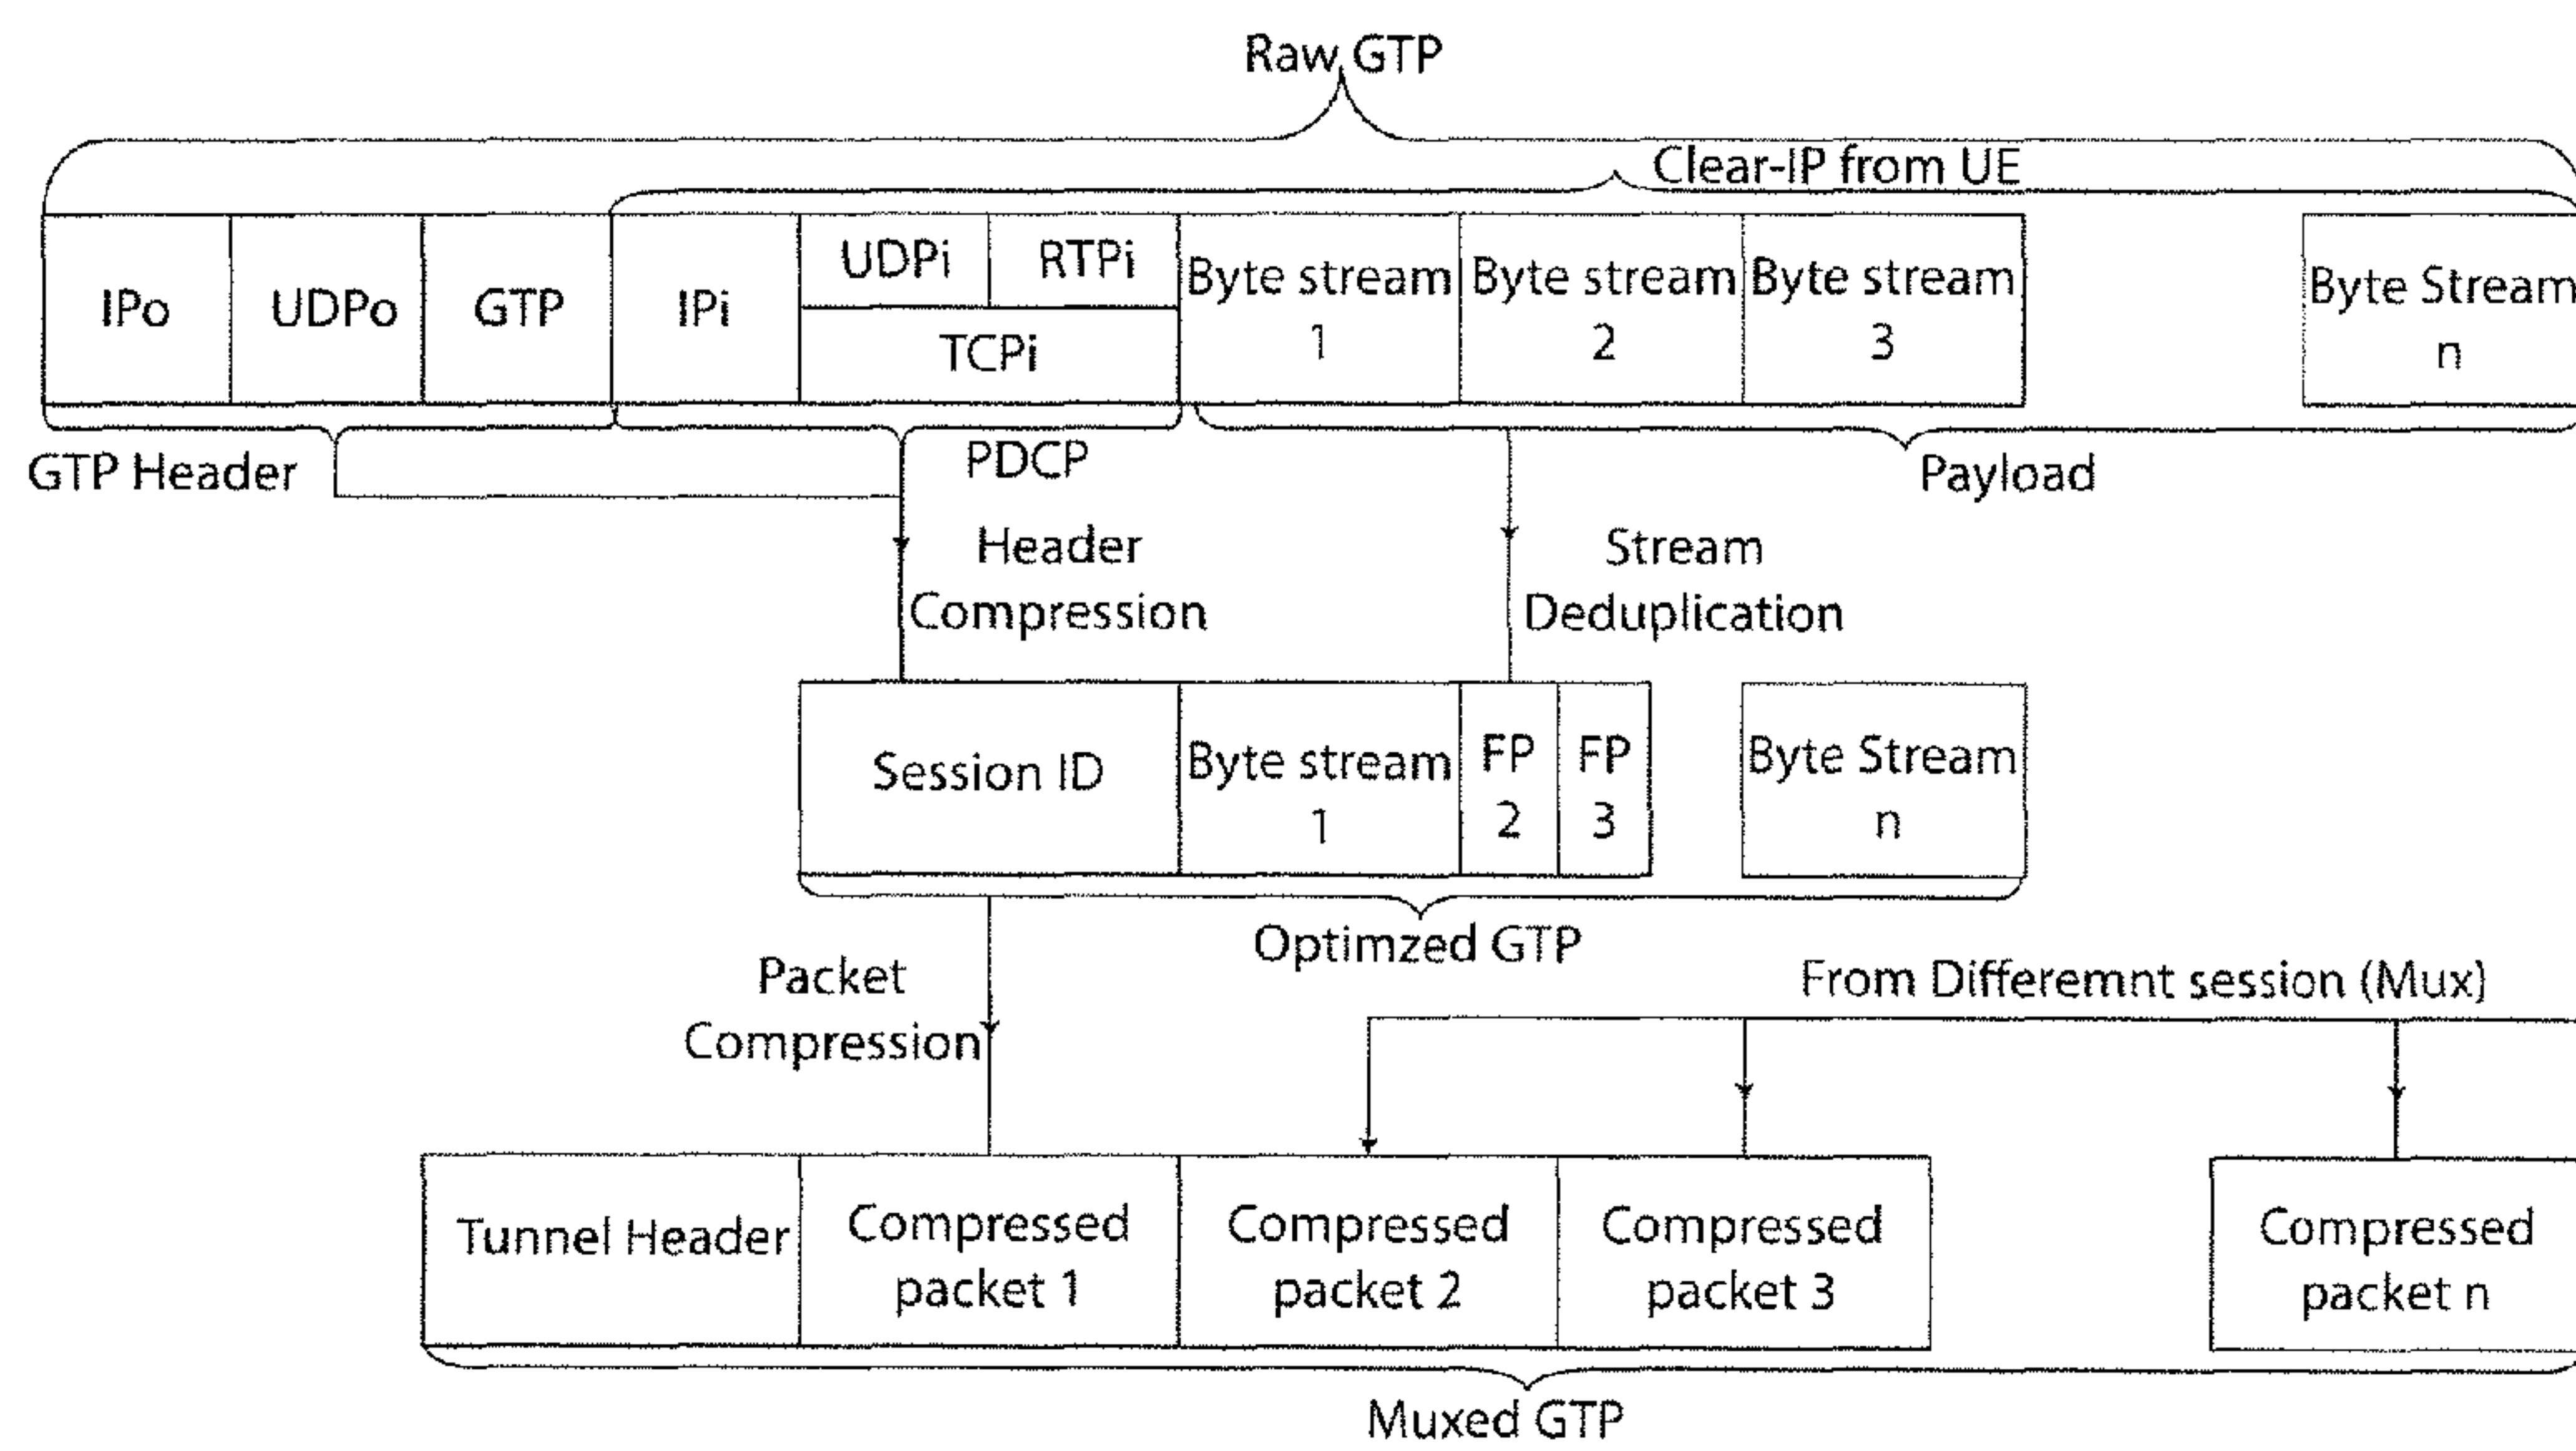 Raw GTP
Clear-IP from UE
IPo
UDPo
GTP
IPi
UDPi
RTPi
TCPi
Byte stream
1
Byte stream
2
Byte stream
3
Byte Stream
n
GTP Header
PDCP
Payload
Header
Compression
Stream
Deduplication
Session ID
Byte stream
1
FP
2
FP
3
Byte Stream
n
Optimzed GTP
Packet
Compression
From Differemnt session (Mux)
Tunnel Header
Compressed
packet 1
Compressed
packet 2
Compressed
packet 3
Compressed
packet n
Muxed GTP